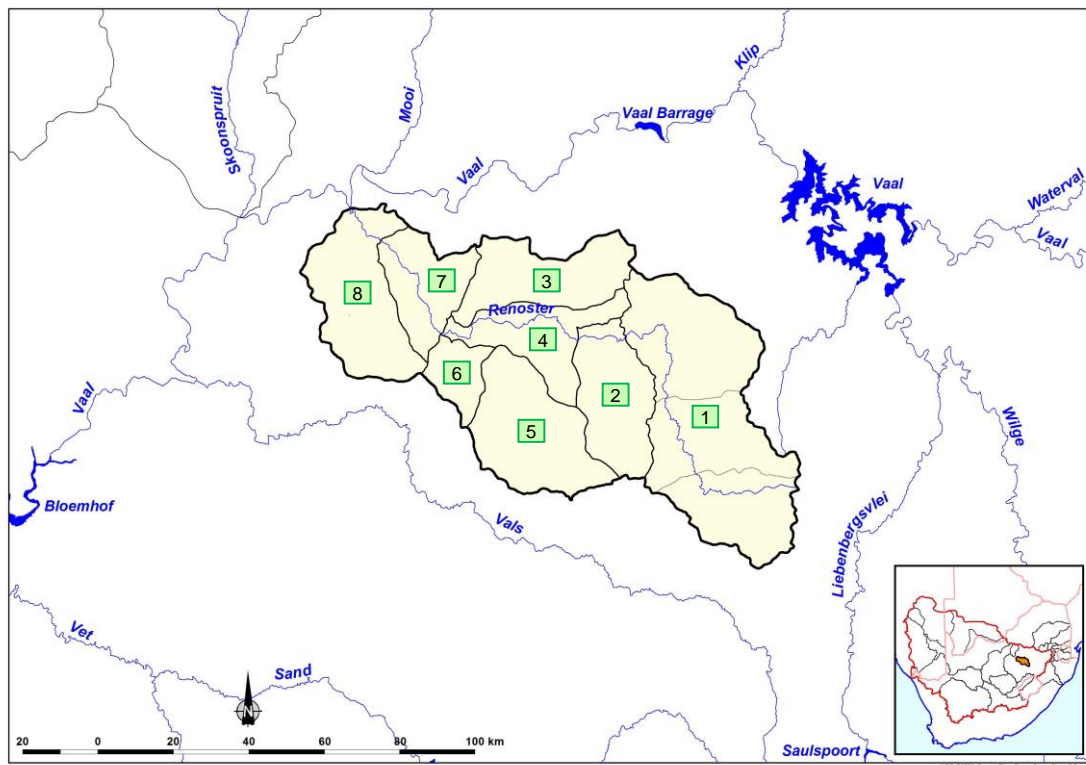 Klip
Skoonspruit
Mooi
Vaal Barrage
Vaal
Vaal
Waterval
Vaal
7
3
8
Renoster
4
6
2
1
5
Vaal
Wilge
Bloemhof
Vals
Liebenbergsvlei
Vet
Sand
N
20 0 20 40 60 80 100 km
Saulspoort